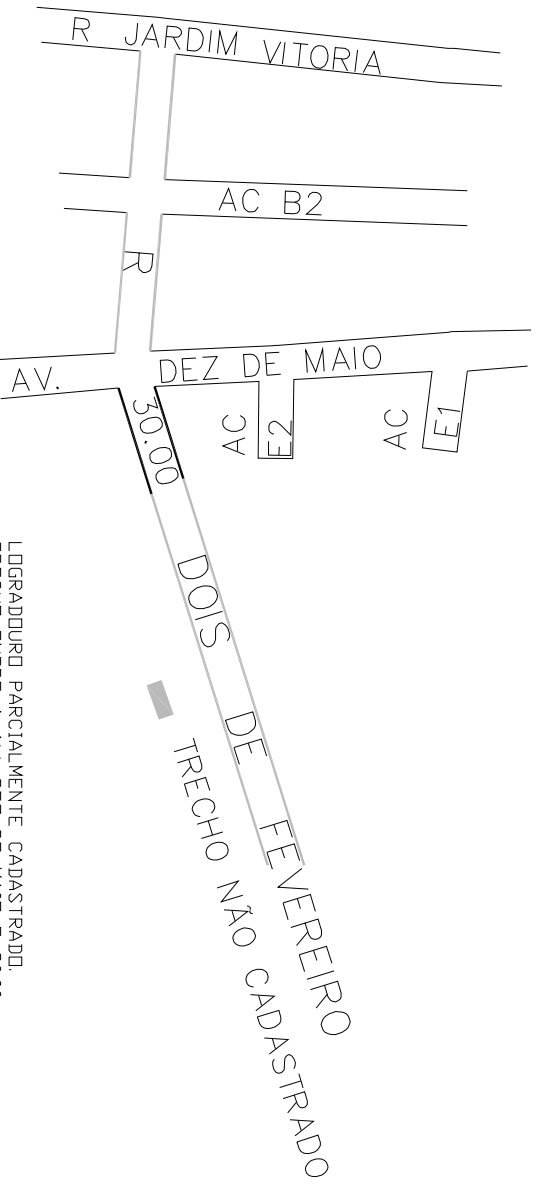 R JARDIM VITORIA
AC B2
AV. DEZ DE MAIO
AC E2
AC E1
30.00
R DOIS DE FEVEREIRO
TRECHO NÃO CADASTRADO
LOGRADOURO PARCIALMENTE CADASTRADO.